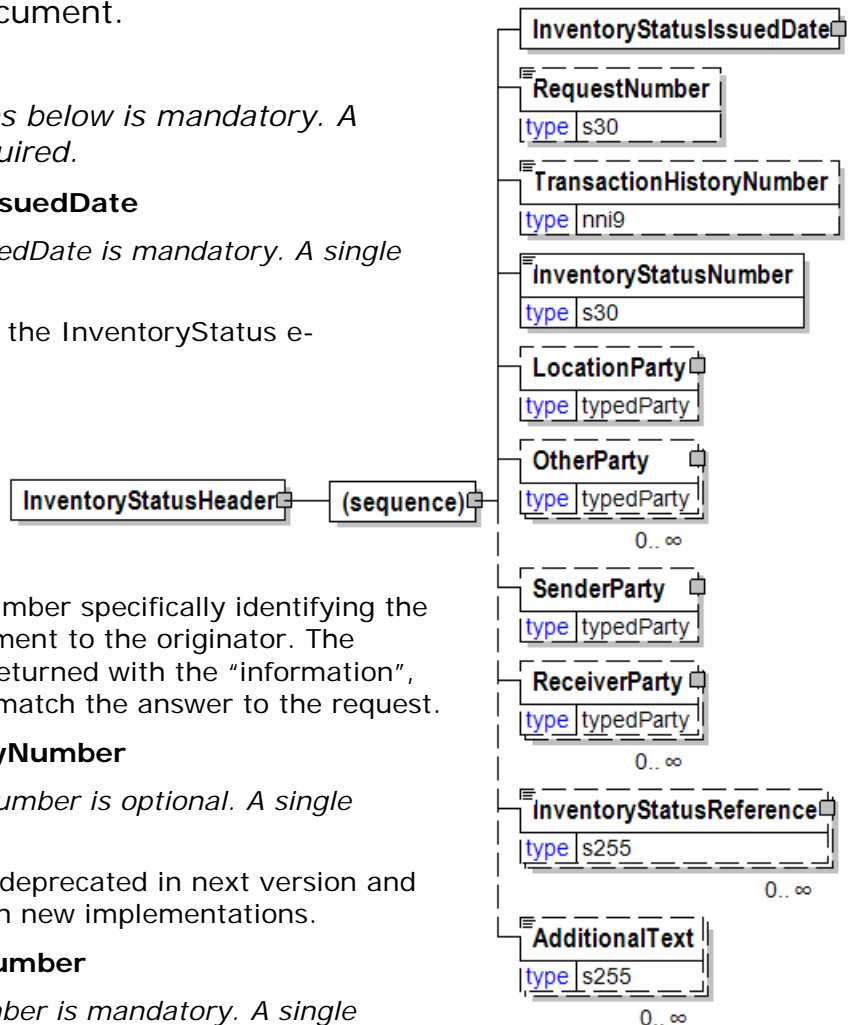 cument.
s below is mandatory. A
uired.
ssuedDate
edDate is mandatory. A single
the InventoryStatus e-
umber specifically identifying the
ment to the originator. The
eturned with the “information”,
match the answer to the request.
yNumber
umber is optional. A single
deprecated in next version and
n new implementations.
umber
ber is mandatory. A single
InventoryStatusHeader
(sequence)
InventoryStatusIssuedDate
RequestNumber
type s30
TransactionHistoryNumber
type nni9
InventoryStatusNumber
type s30
LocationParty
type typedParty
OtherParty
type typedParty
0.. ∞
SenderParty
type typedParty
ReceiverParty
type typedParty
0.. ∞
InventoryStatusReference
type s255
0.. ∞
AdditionalText
type s255
0.. ∞